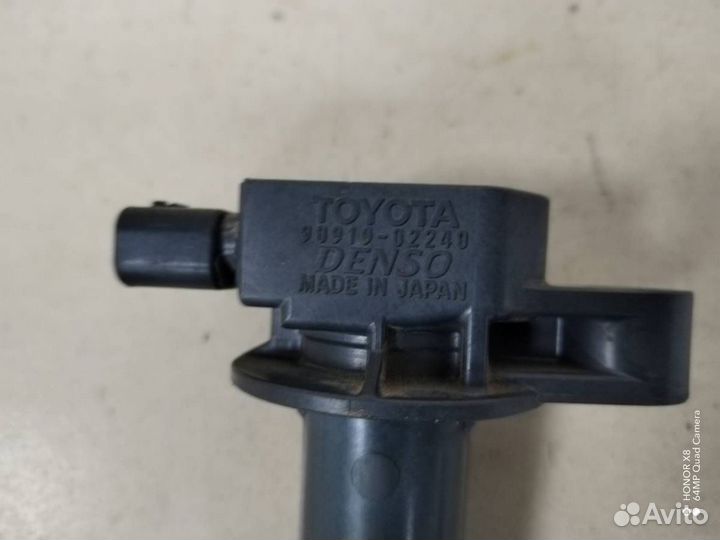 TOYOTA
90919-02240
DENSO
MADE IN JAPAN
HONOR X8
64MP Quad Camera
Avito